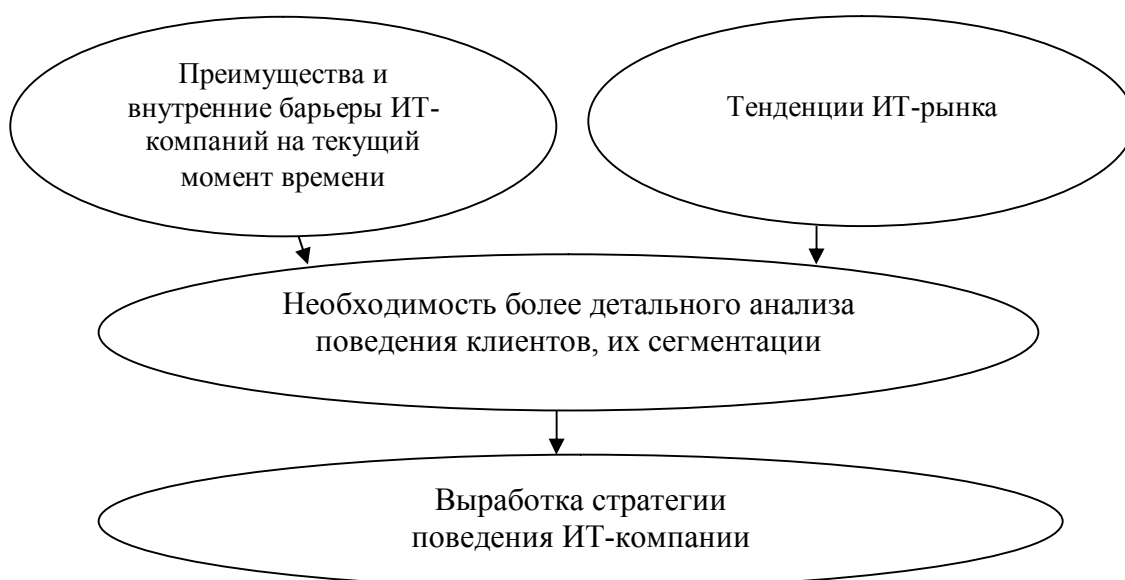 Преимущества и
внутренние барьеры ИТ-
компаний на текущий
момент времени
Тенденции ИТ-рынка
Необходимость более детального анализа
поведения клиентов, их сегментации
Выработка стратегии
поведения ИТ-компании